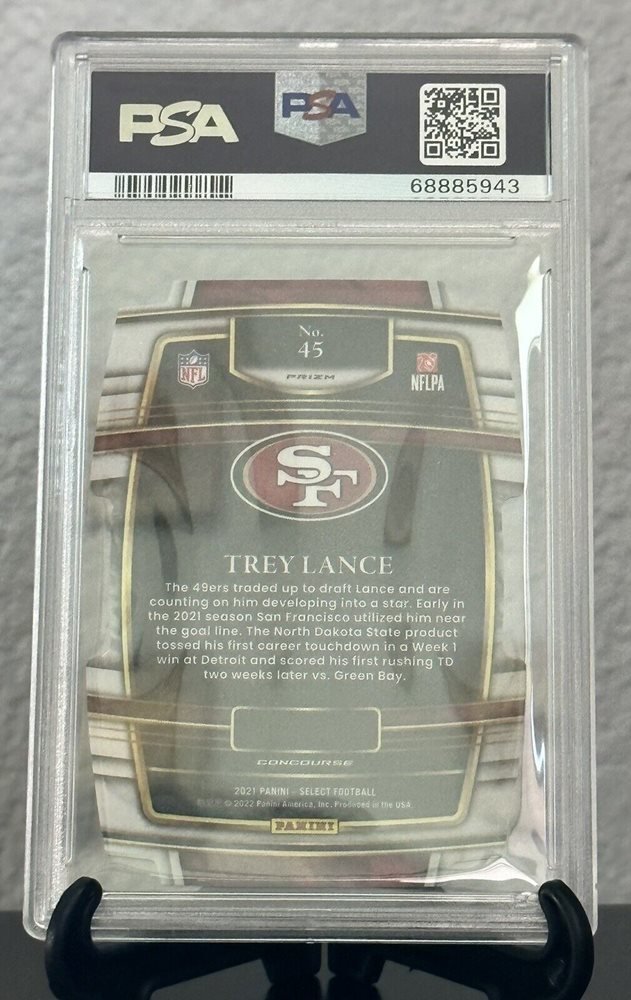 PSA
PSA
68885943
No.
45
PRIZM
NFL
NFLPA
SF
TREY LANCE
The 49ers traded up to draft Lance and are
counting on him developing into a star. Early in
the 2021 season San Francisco utilized him near
the goal line. The North Dakota State product
tossed his first career touchdown in a Week 1
win at Detroit and scored his first rushing TD
two weeks later vs. Green Bay.
CONCOURSE
2021 PANINI - SELECT FOOTBALL
© 2022 Panini America, Inc. Produced in the USA.
PANINI